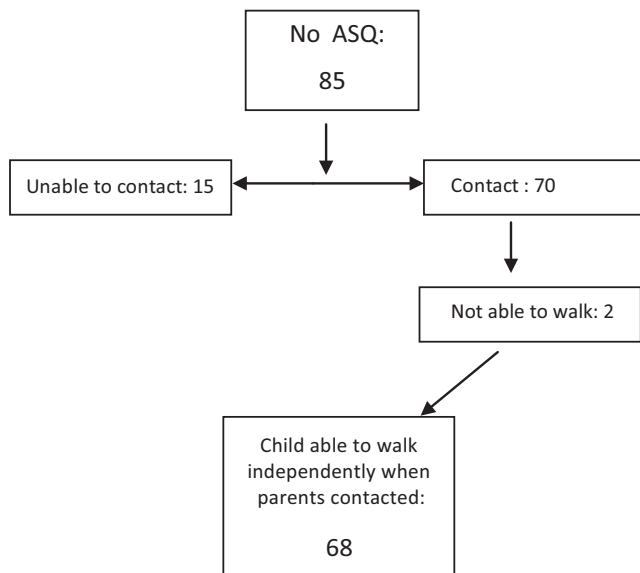 No ASQ:
85
Unable to contact: 15
Contact : 70
Not able to walk: 2
Child able to walk
independently when
parents contacted:
68